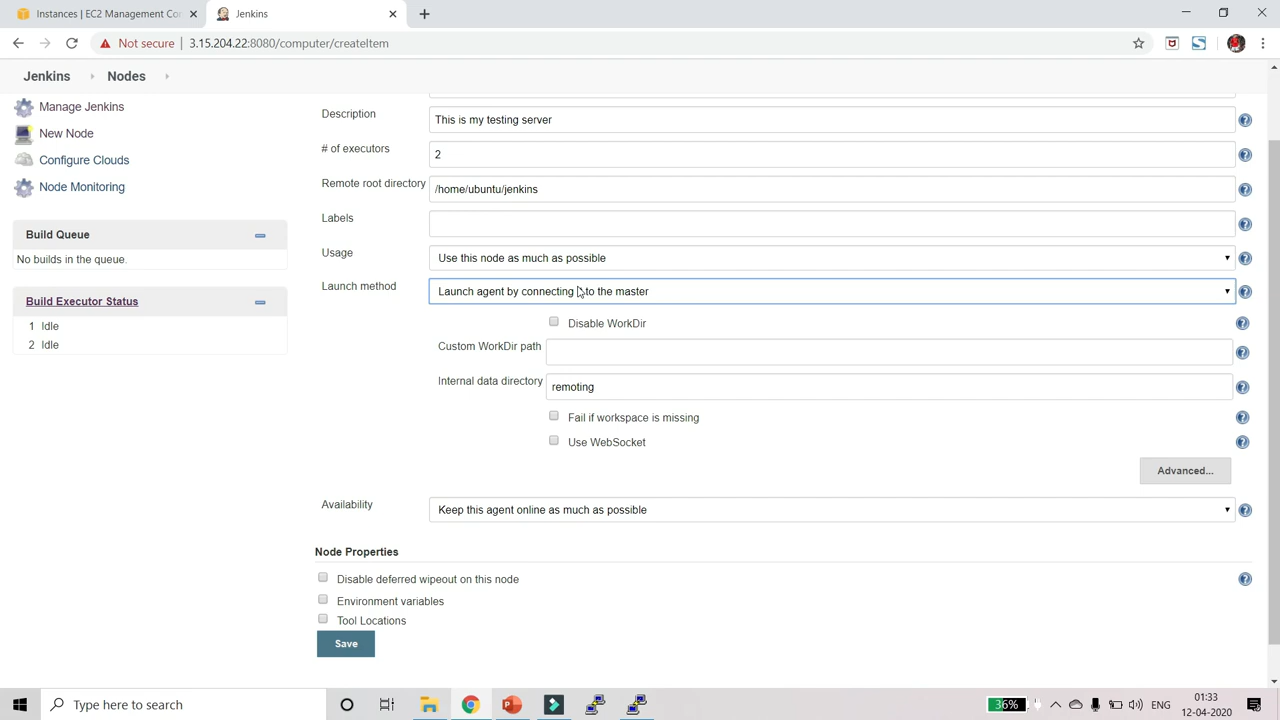 Instances | EC2 Management Co
Jenkins
Not secure | 3.15.204.22:8080/computer/createItem
Jenkins
Nodes
Manage Jenkins
New Node
Configure Clouds
Node Monitoring
Build Queue
No builds in the queue.
Build Executor Status
1 Idle
2 Idle
Description
This is my testing server
# of executors
2
Remote root directory
/home/ubuntu/jenkins
Labels
Usage
Use this node as much as possible
Launch method
Launch agent by connecting it to the master
Disable WorkDir
Custom WorkDir path
Internal data directory
remoting
Fail if workspace is missing
Use WebSocket
Advanced...
Availability
Keep this agent online as much as possible
Node Properties
Disable deferred wipeout on this node
Environment variables
Tool Locations
Save
Type here to search
36%
ENG
01:33
12-04-2020